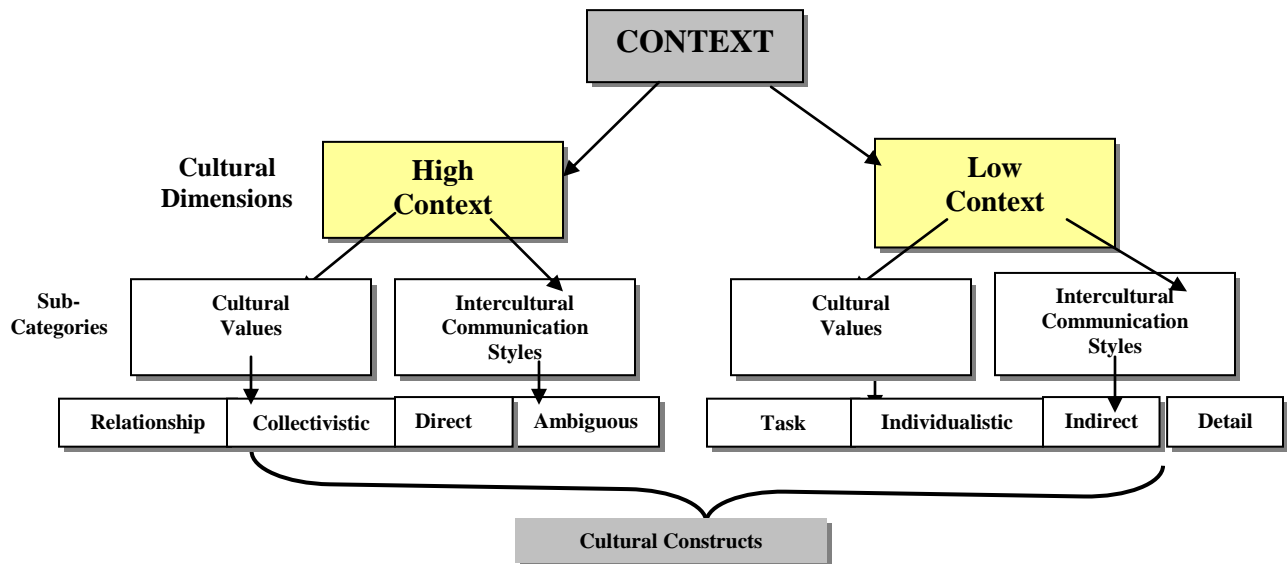 CONTEXT
Cultural
Dimensions
High
Context
Low
Context
Sub-
Categories
Cultural
Values
Intercultural
Communication
Styles
Cultural
Values
Intercultural
Communication
Styles
Relationship
Collectivistic
Direct
Ambiguous
Task
Individualistic
Indirect
Detail
Cultural Constructs